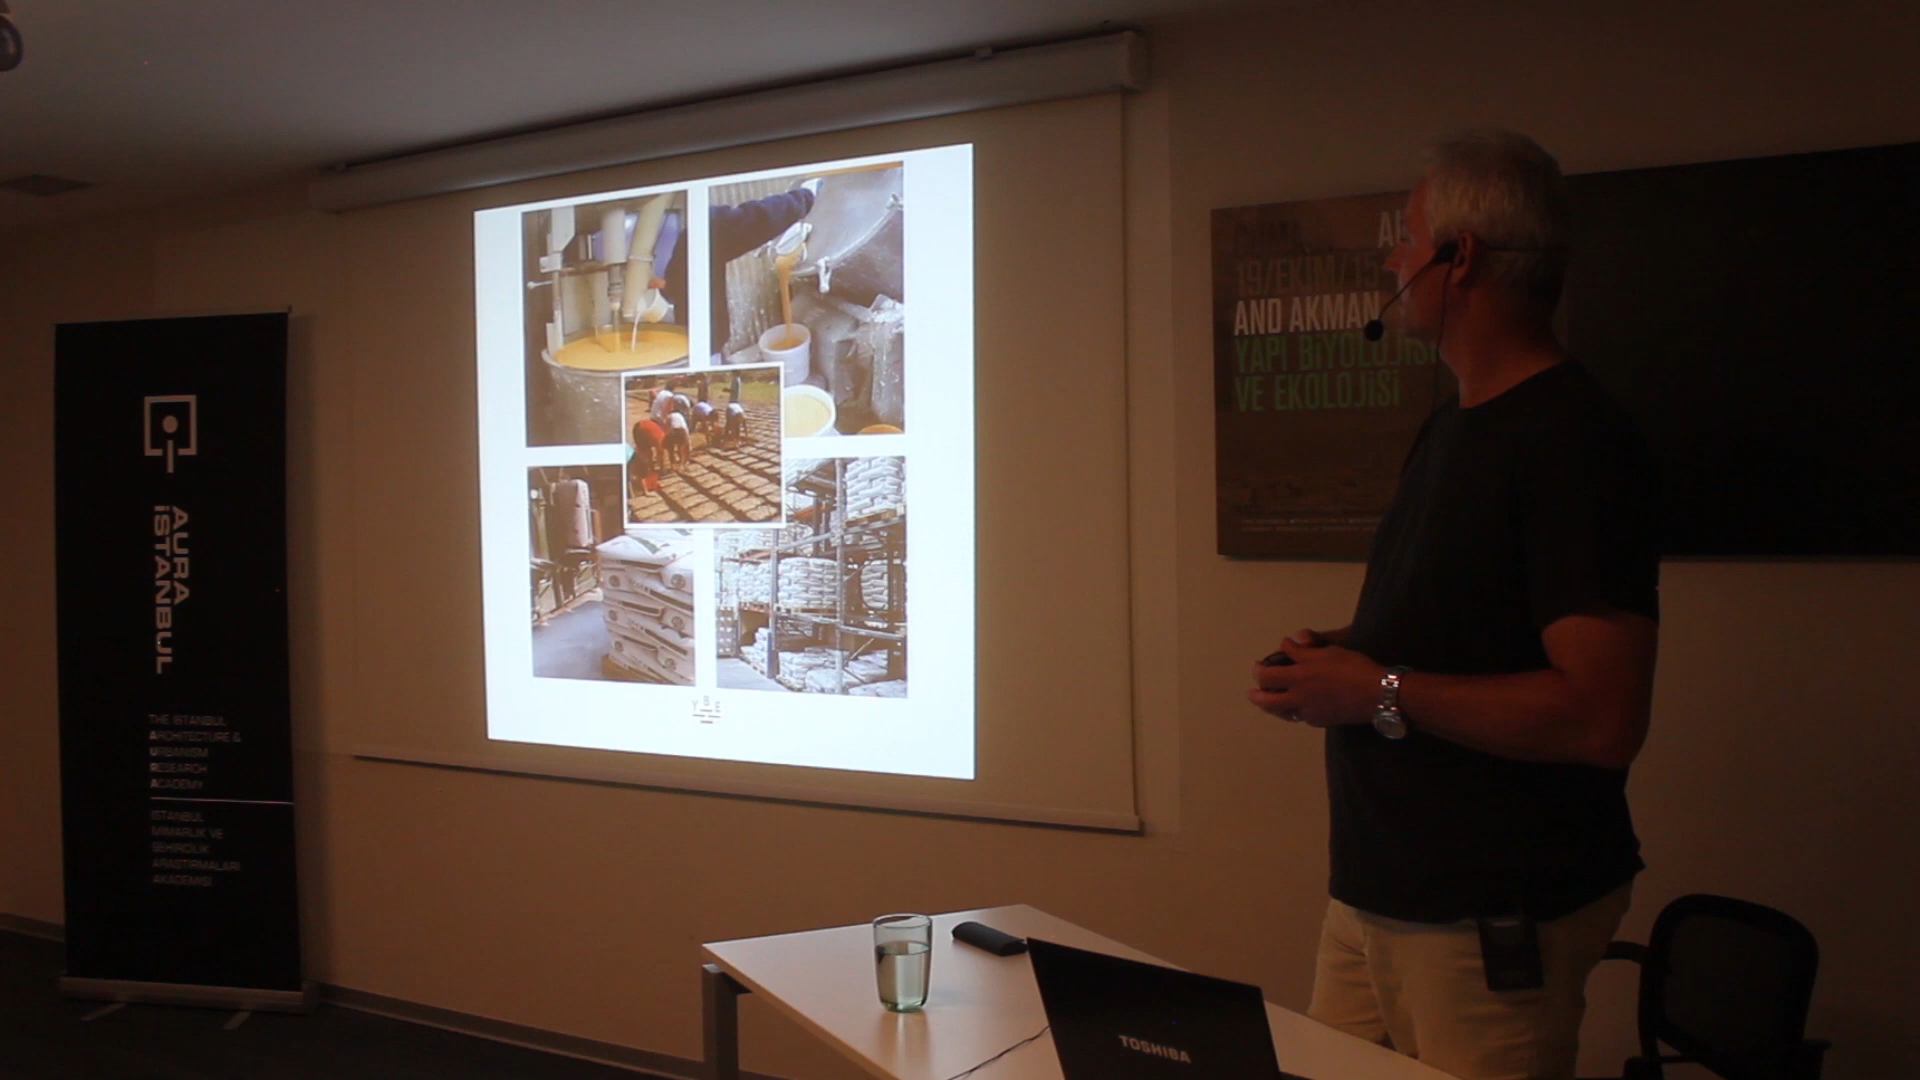 AURA
İSTANBUL
THE ISTANBUL
ARCHITECTURE &
URBANISM
RESEARCH
ACADEMY
İSTANBUL
MİMARLIK VE
ŞEHİRCİLİK
ARAŞTIRMALARI
AKADEMİSİ
YBE
19/EKİM/15
AND AKMAN
YAPI BİYOLOJİSİ
VE EKOLOJİSİ
TOSHIBA